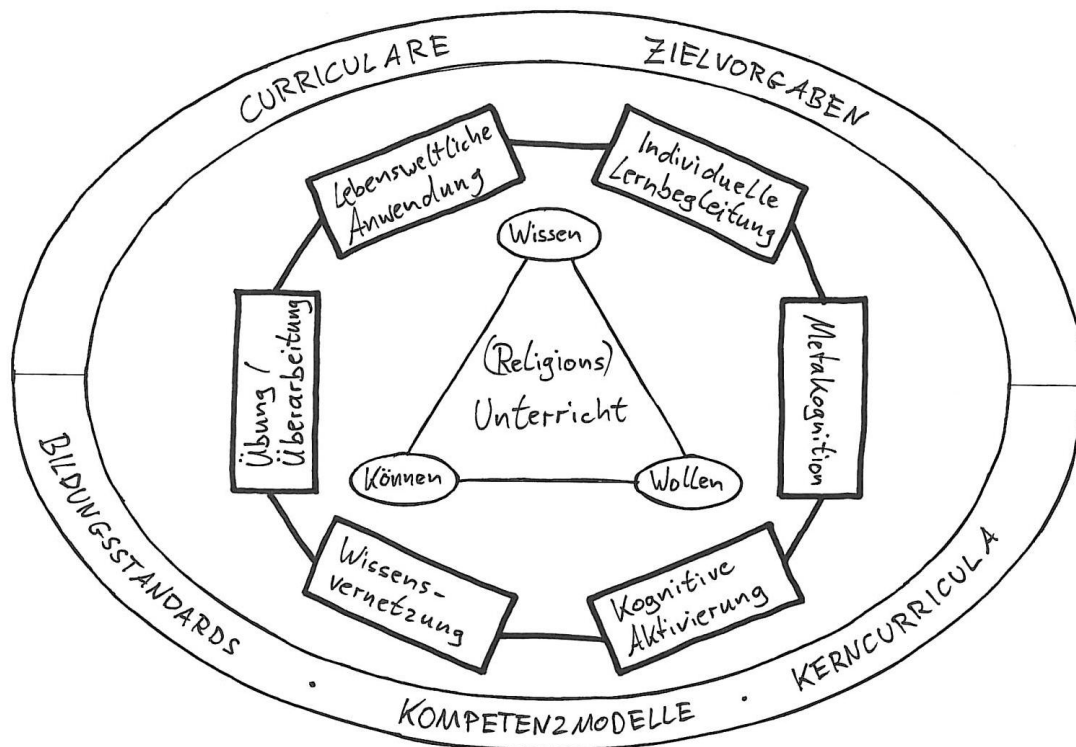 CURRICULARE ZIELVORGABEN
Lebensweltliche
Anwendung
Individuelle
Lernbegleitung
Wissen
Übung /
Überarbeitung
(Religions)
Unterricht
Metakognition
Können
Wollen
Wissens-
vernetzung
Kognitive
Aktivierung
BILDUNGSSTANDARDS · KOMPETENZMODELLE · KERNCURRICULA